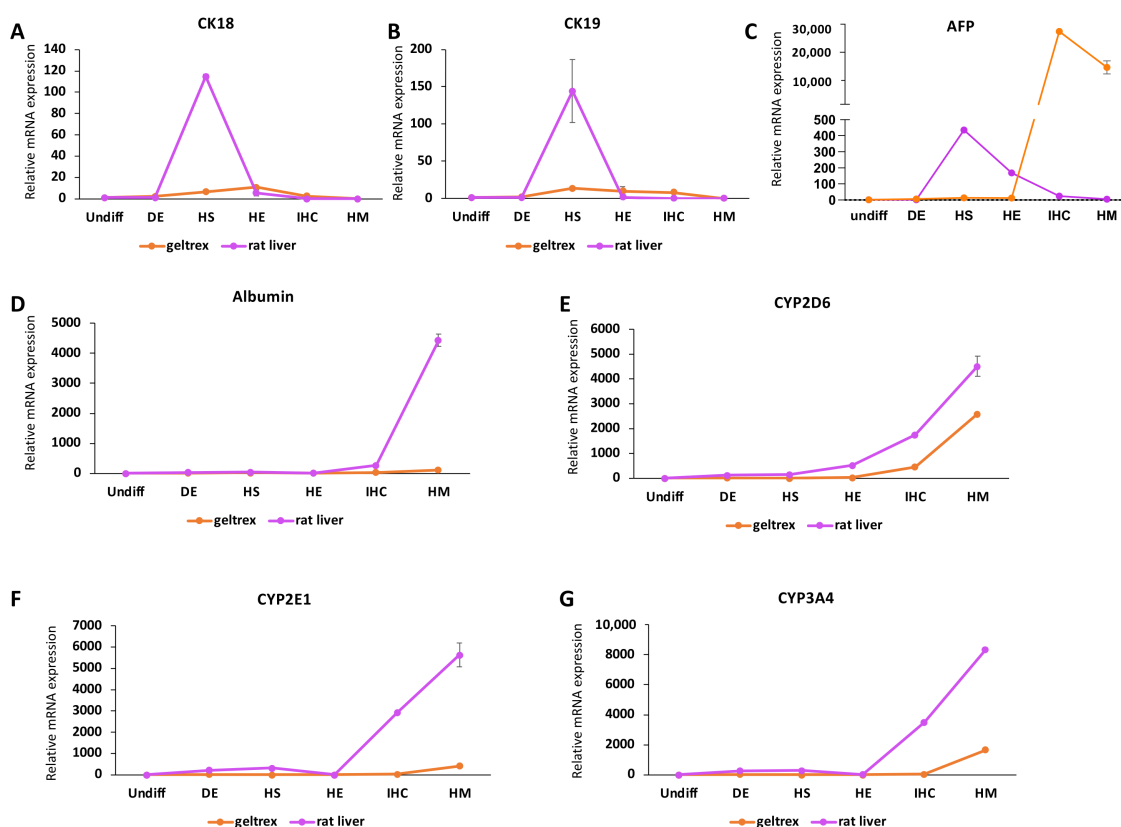 A
CK18
Relative mRNA expression
140
120
100
80
60
40
20
0
Undiff DE HS HE IHC HM
geltrex rat liver
B
CK19
Relative mRNA expression
200
150
100
50
0
Undiff DE HS HE IHC HM
geltrex rat liver
C
AFP
Relative mRNA expression
30,000
20,000
10,000
500
400
300
200
100
0
undiff DE HS HE IHC HM
D
Albumin
Relative mRNA expression
5000
4000
3000
2000
1000
0
Undiff DE HS HE IHC HM
geltrex rat liver
E
CYP2D6
Relative mRNA expression
6000
5000
4000
3000
2000
1000
0
Undiff DE HS HE IHC HM
geltrex rat liver
F
CYP2E1
Relative mRNA expression
7000
6000
5000
4000
3000
2000
1000
0
Undiff DE HS HE IHC HM
geltrex rat liver
G
CYP3A4
Relative mRNA expression
10,000
8000
6000
4000
2000
0
Undiff DE HS HE IHC HM
geltrex rat liver